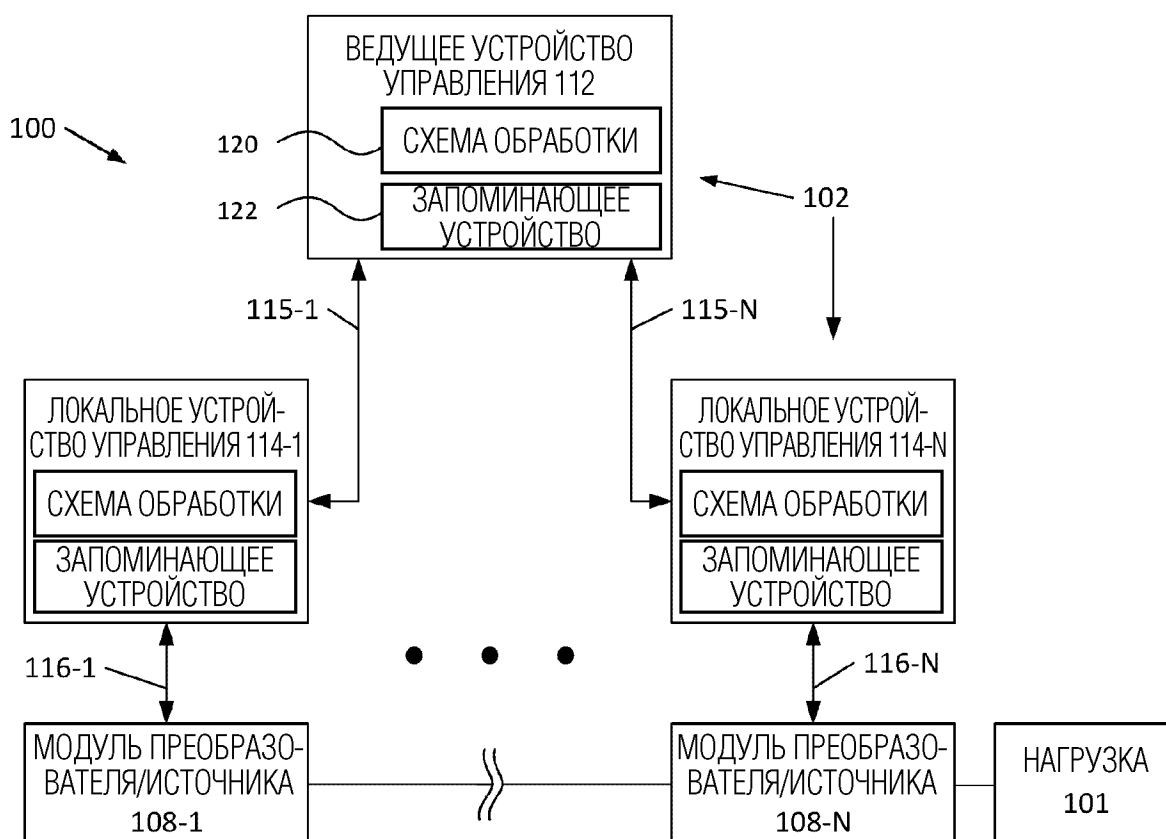 ВЕДУЩЕЕ УСТРОЙСТВО
УПРАВЛЕНИЯ 112
100
120
СХЕМА ОБРАБОТКИ
122
ЗАПОМИНАЮЩЕЕ
УСТРОЙСТВО
102
115-1
115-N
ЛОКАЛЬНОЕ УСТРОЙ-
СТВО УПРАВЛЕНИЯ 114-1
СХЕМА ОБРАБОТКИ
ЗАПОМИНАЮЩЕЕ
УСТРОЙСТВО
ЛОКАЛЬНОЕ УСТРОЙ-
СТВО УПРАВЛЕНИЯ 114-N
СХЕМА ОБРАБОТКИ
ЗАПОМИНАЮЩЕЕ
УСТРОЙСТВО
116-1
116-N
МОДУЛЬ ПРЕОБРАЗО-
ВАТЕЛЯ/ИСТОЧНИКА
108-1
МОДУЛЬ ПРЕОБРАЗО-
ВАТЕЛЯ/ИСТОЧНИКА
108-N
НАГРУЗКА
101